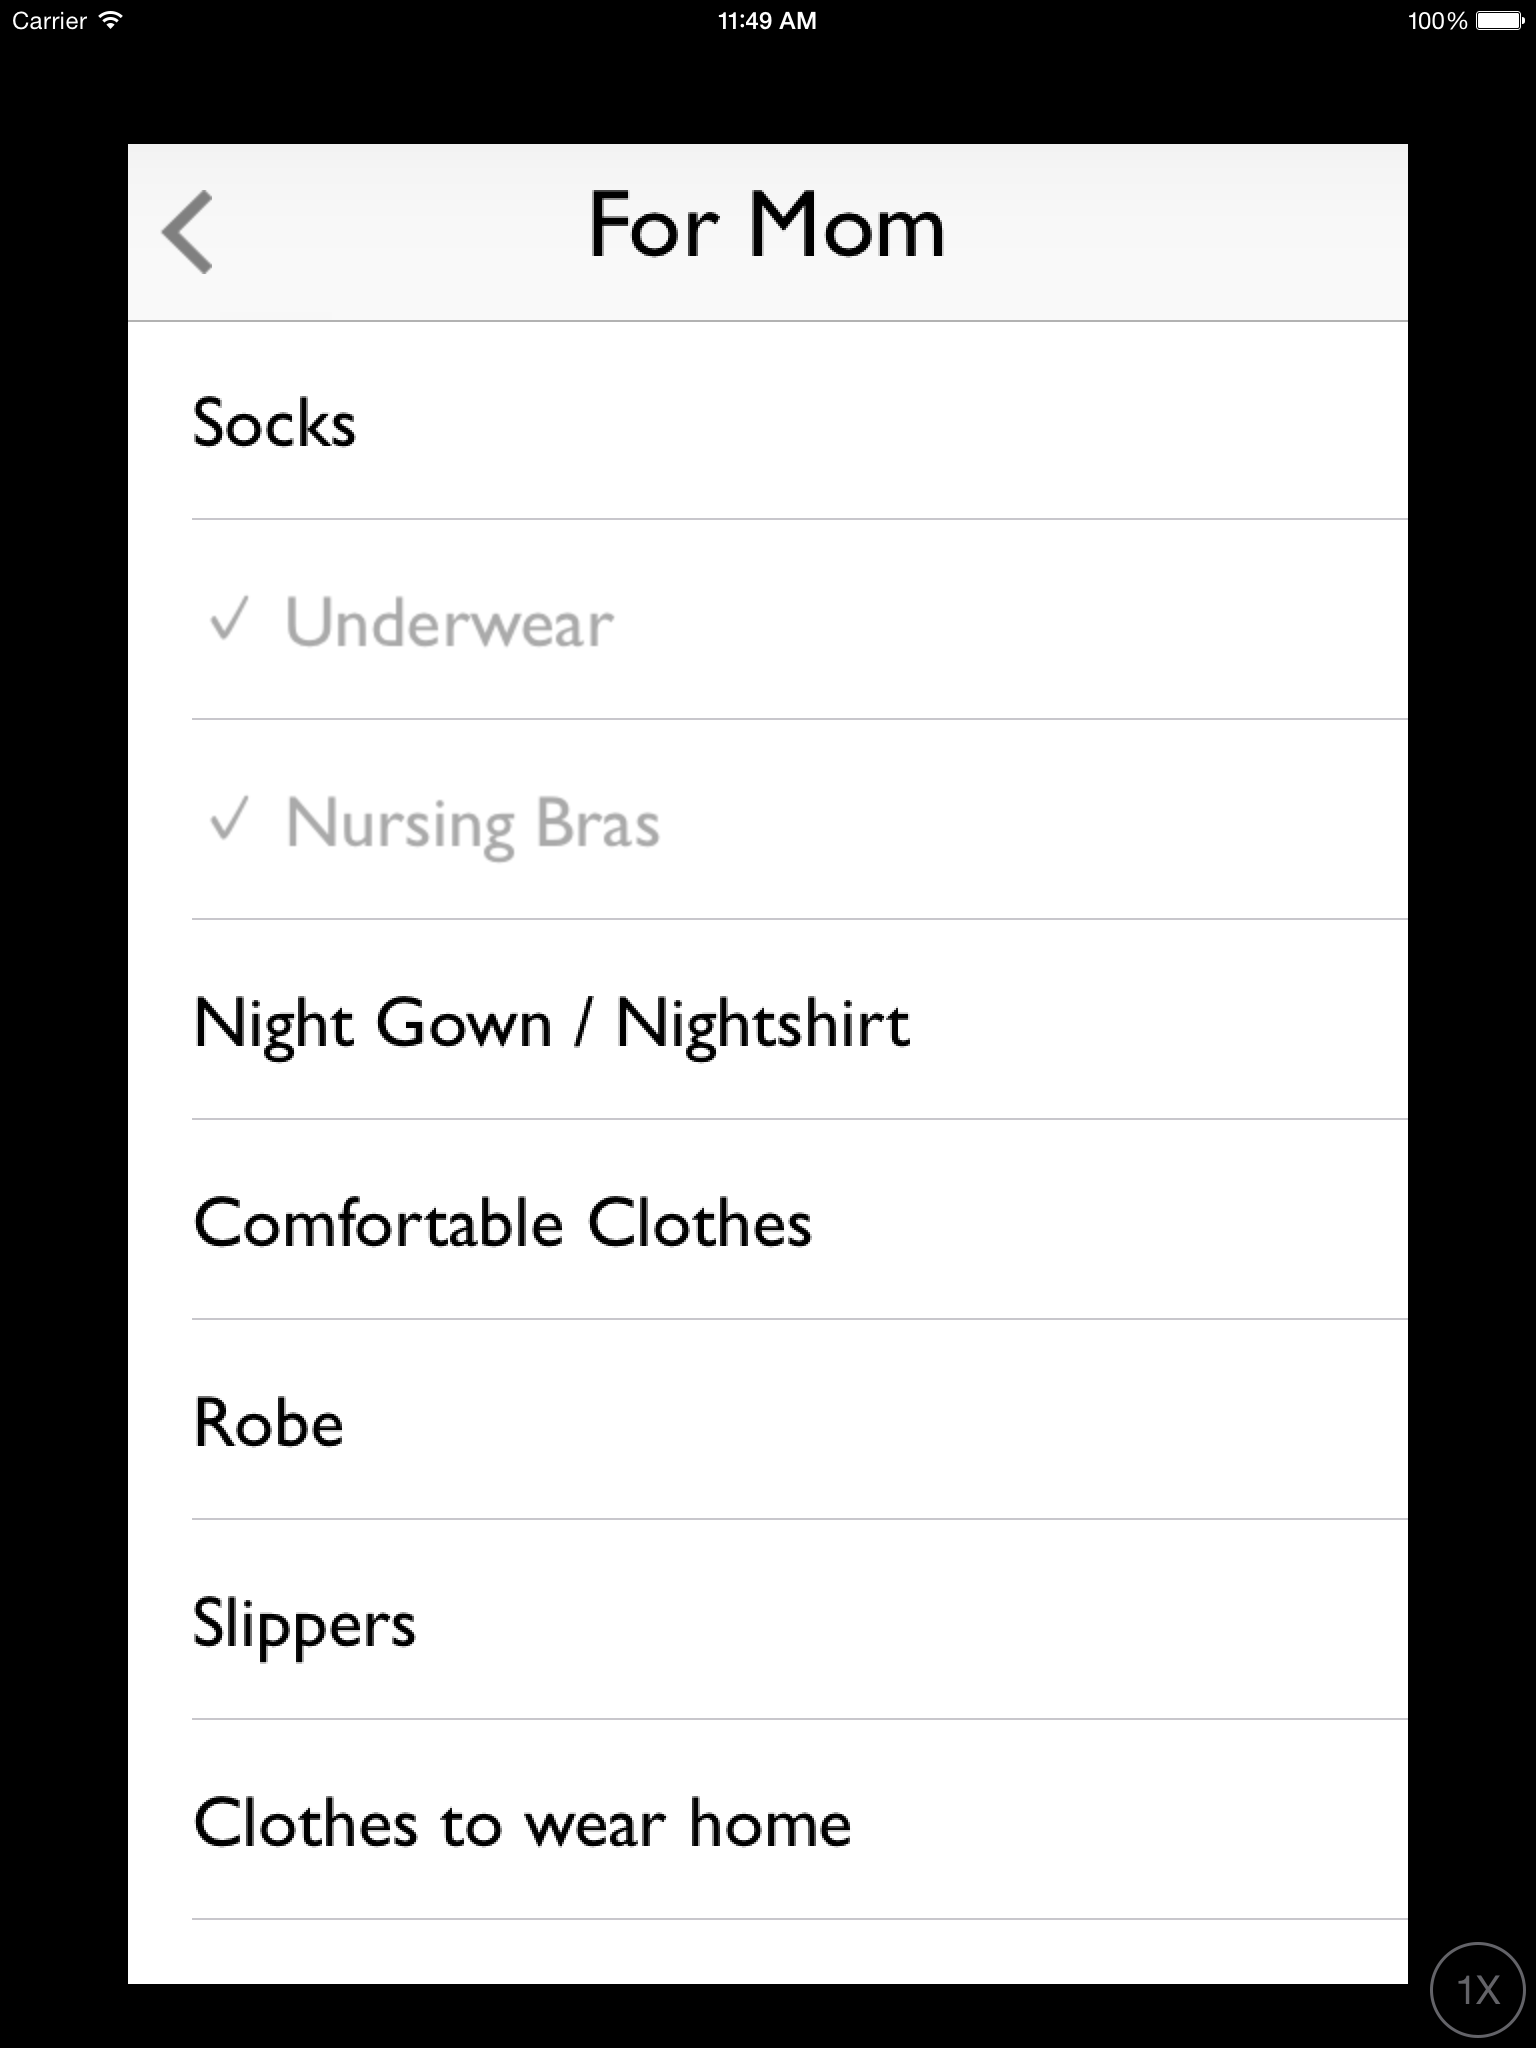 Carrier 11:49 AM 100%
For Mom
Socks
✓ Underwear
✓ Nursing Bras
Night Gown / Nightshirt
Comfortable Clothes
Robe
Slippers
Clothes to wear home
1X